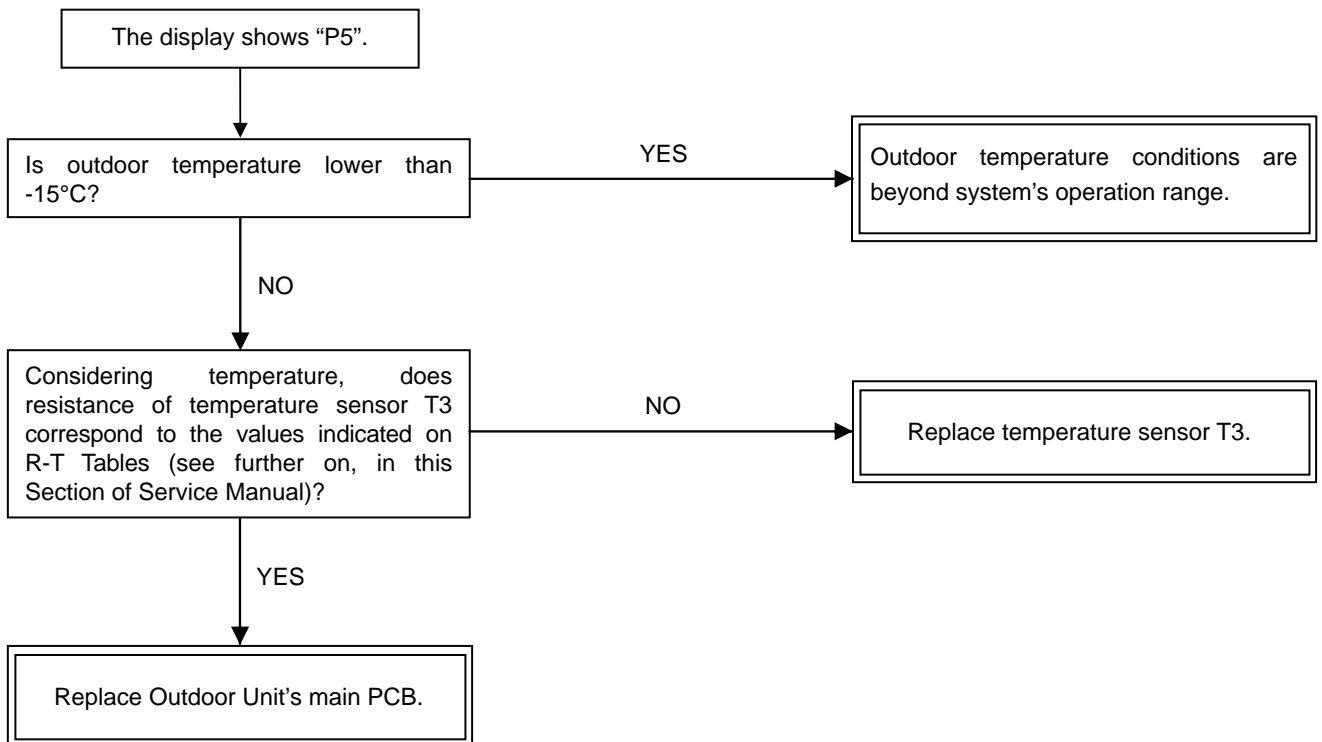 The display shows “P5”.
Is outdoor temperature lower than
-15°C?
YES
Outdoor temperature conditions are
beyond system’s operation range.
NO
Considering temperature, does
resistance of temperature sensor T3
correspond to the values indicated on
R-T Tables (see further on, in this
Section of Service Manual)?
NO
Replace temperature sensor T3.
YES
Replace Outdoor Unit’s main PCB.